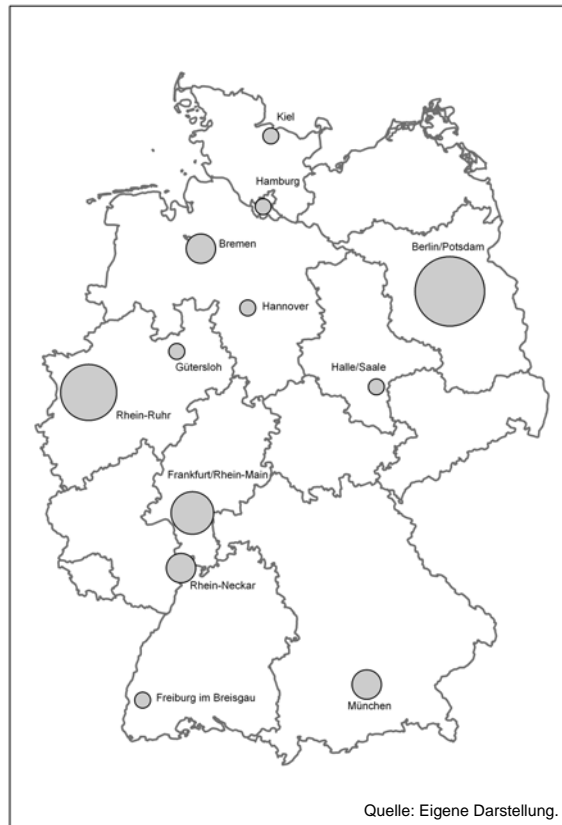 Kiel
Hamburg
Bremen
Berlin/Potsdam
Hannover
Gütersloh
Halle/Saale
Rhein-Ruhr
Frankfurt/Rhein-Main
Rhein-Neckar
Freiburg im Breisgau
München
Quelle: Eigene Darstellung.